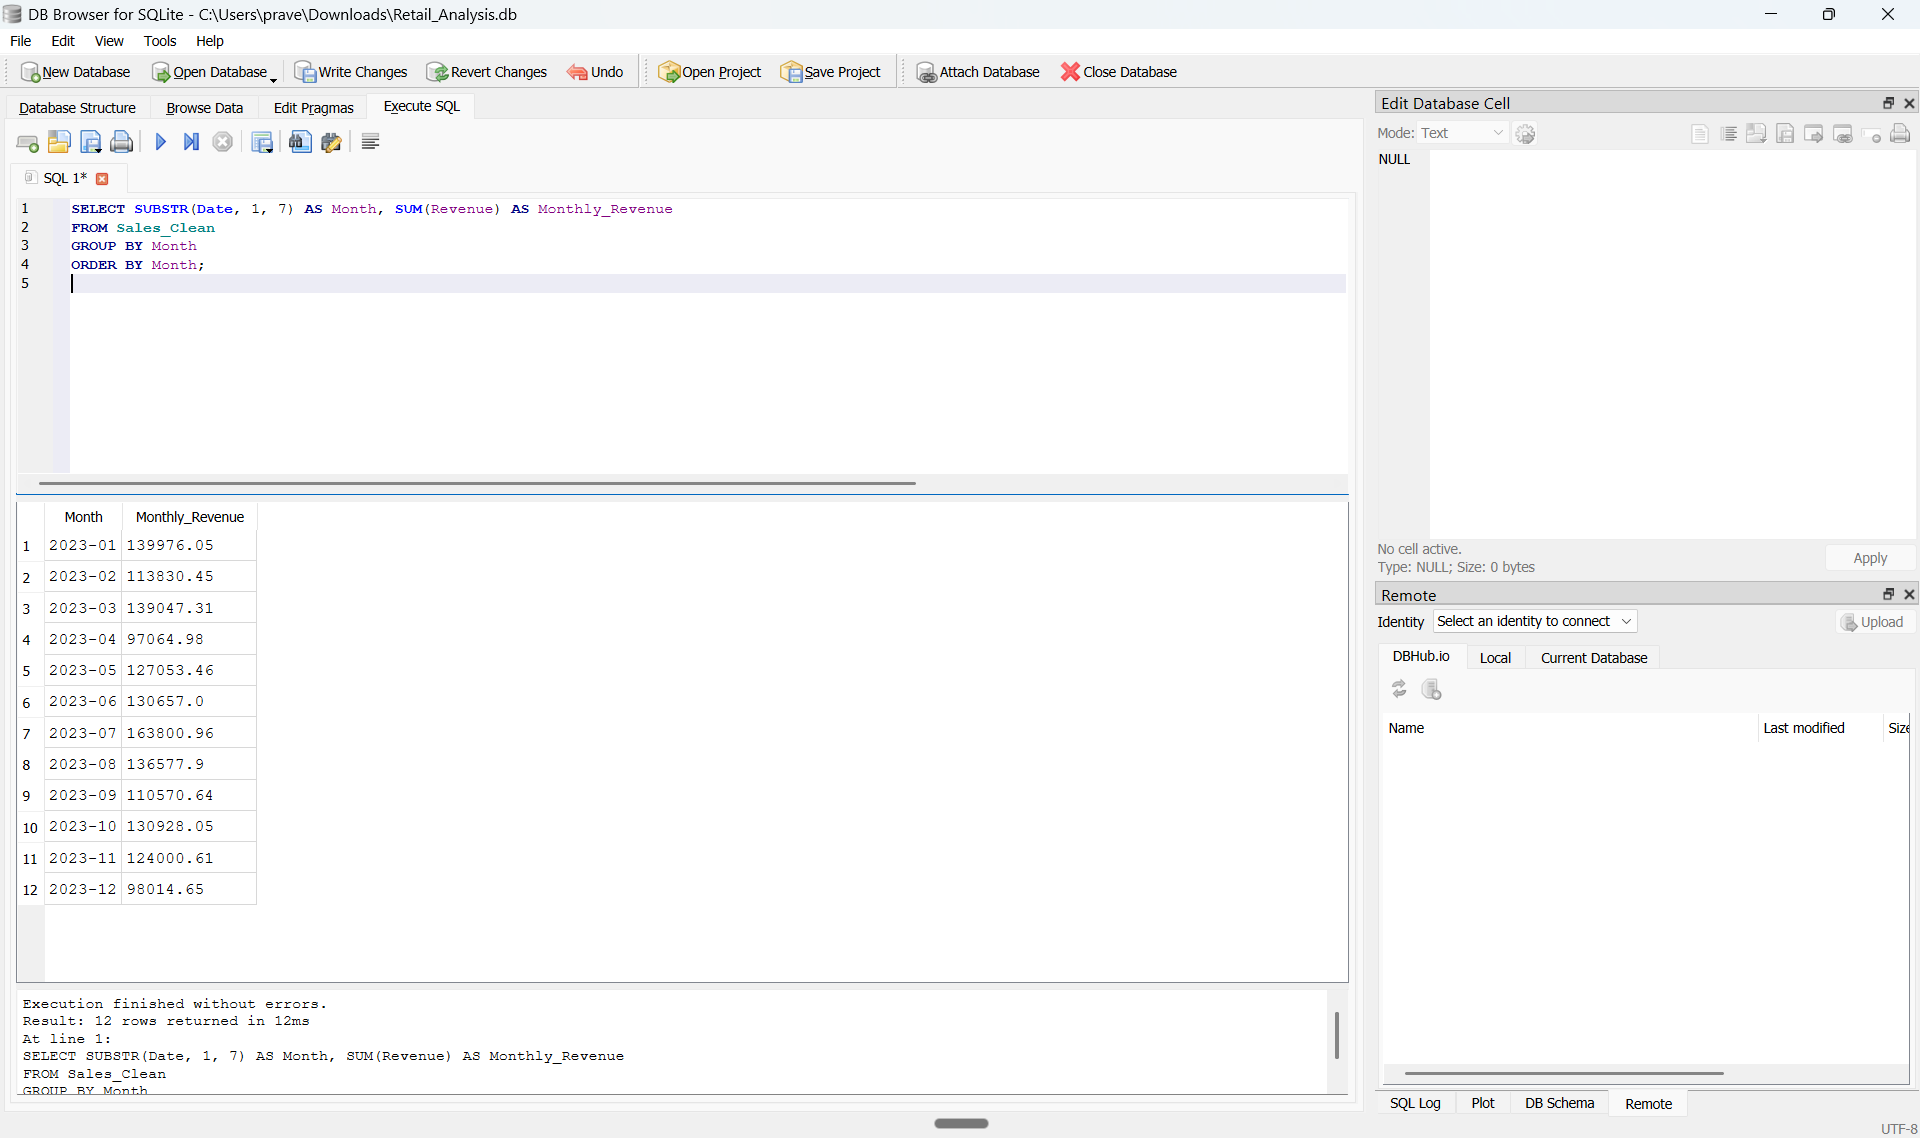 DB Browser for SQLite - C:\Users\prave\Downloads\Retail_Analysis.db
File Edit View Tools Help
New Database Open Database Write Changes Revert Changes Undo Open Project Save Project Attach Database Close Database
Database Structure Browse Data Edit Pragmas Execute SQL
SQL 1*
1 SELECT SUBSTR(Date, 1, 7) AS Month, SUM(Revenue) AS Monthly_Revenue
2 FROM Sales_Clean
3 GROUP BY Month
4 ORDER BY Month;
5
Month Monthly_Revenue
1 2023-01 139976.05
2 2023-02 113830.45
3 2023-03 139047.31
4 2023-04 97064.98
5 2023-05 127053.46
6 2023-06 130657.0
7 2023-07 163800.96
8 2023-08 136577.9
9 2023-09 110570.64
10 2023-10 130928.05
11 2023-11 124000.61
12 2023-12 98014.65
Execution finished without errors.
Result: 12 rows returned in 12ms
At line 1:
SELECT SUBSTR(Date, 1, 7) AS Month, SUM(Revenue) AS Monthly_Revenue
FROM Sales_Clean
GROUP BY Month
Edit Database Cell
Mode: Text
NULL
No cell active.
Type: NULL; Size: 0 bytes
Apply
Remote
Identity Select an identity to connect Upload
DBHub.io Local Current Database
Name Last modified Size
SQL Log Plot DB Schema Remote
UTF-8